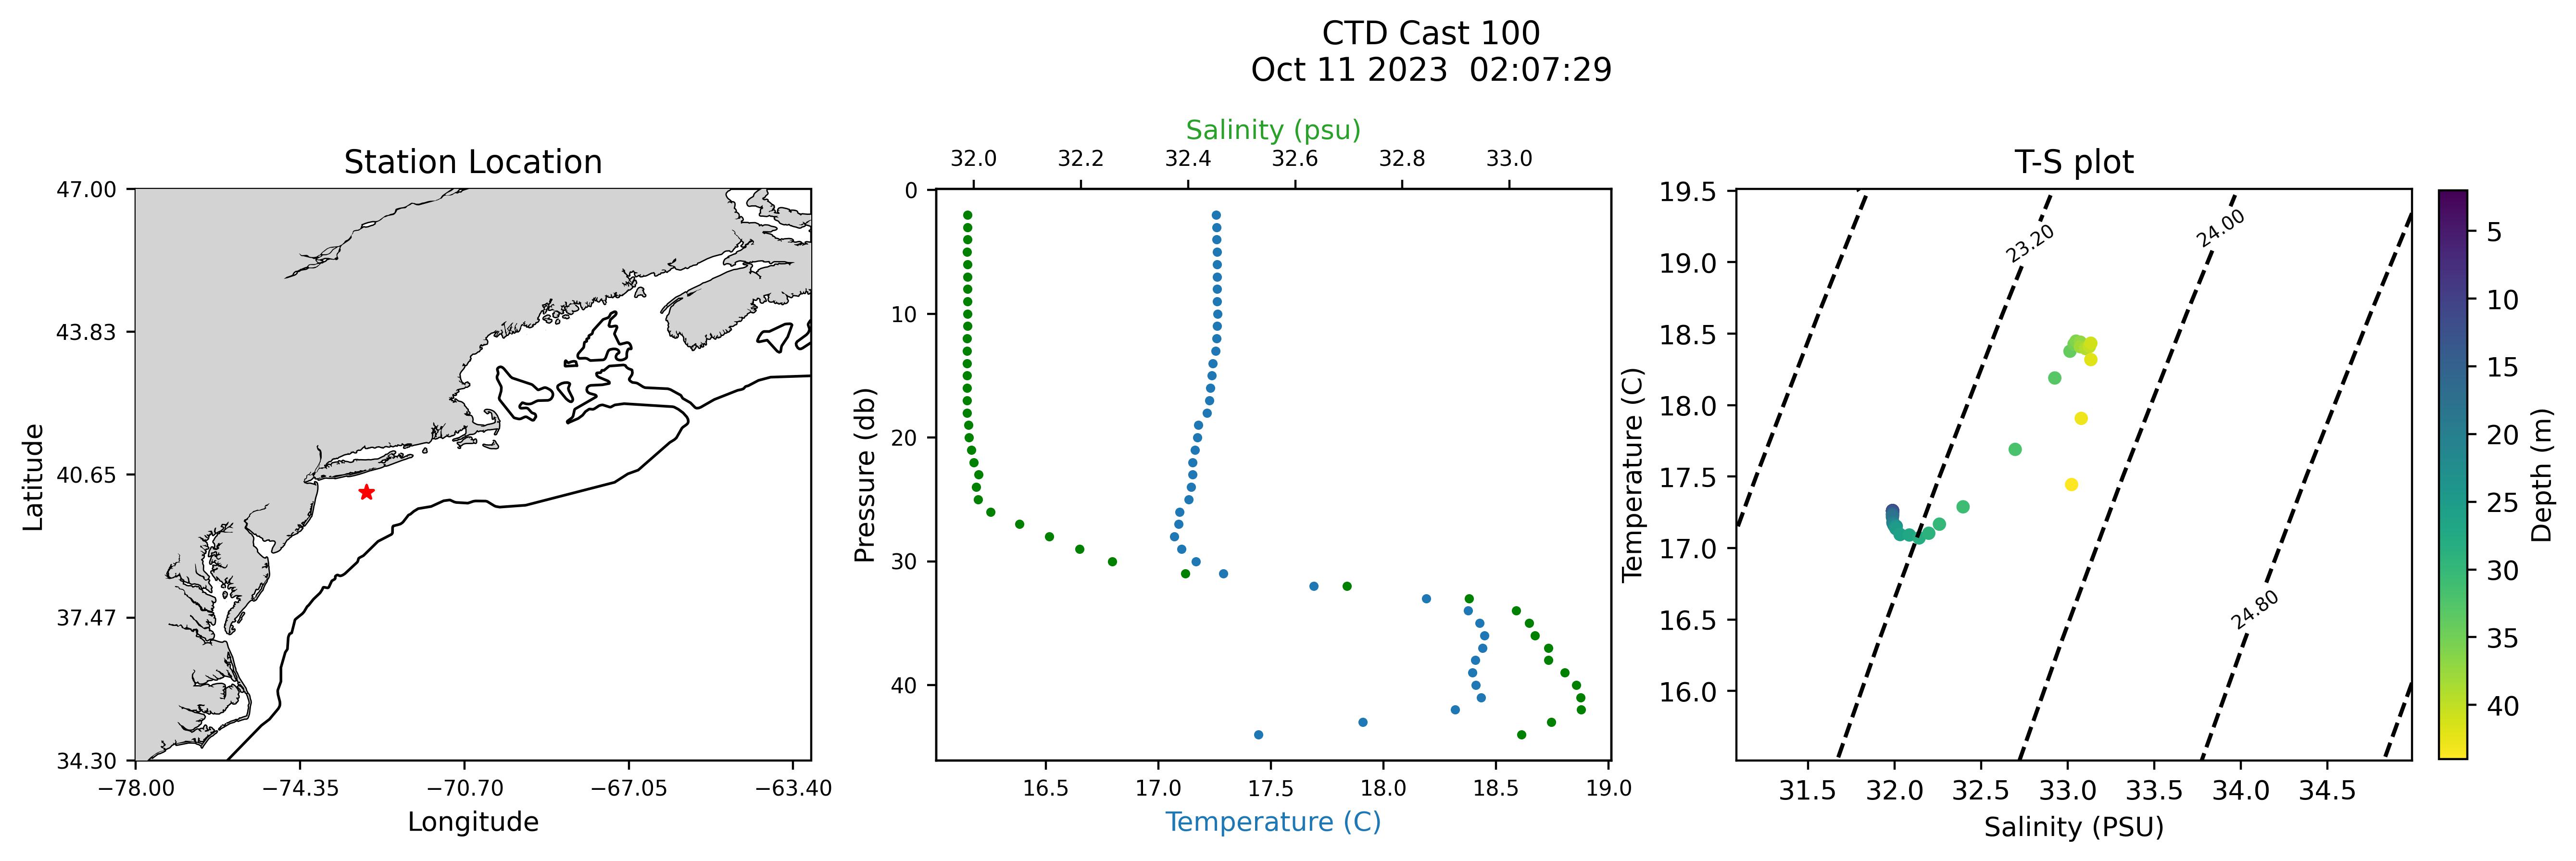 CTD Cast 100
Oct 11 2023  02:07:29
Station Location
47.00
43.83
40.65
37.47
34.30
Latitude
−78.00 −74.35 −70.70 −67.05 −63.40
Longitude
Salinity (psu)
32.0 32.2 32.4 32.6 32.8 33.0
0
10
20
30
40
Pressure (db)
16.5 17.0 17.5 18.0 18.5 19.0
Temperature (C)
T-S plot
19.5
19.0
18.5
18.0
17.5
17.0
16.5
16.0
Temperature (C)
23.20
24.00
24.80
31.5 32.0 32.5 33.0 33.5 34.0 34.5
Salinity (PSU)
5
10
15
20
25
30
35
40
Depth (m)